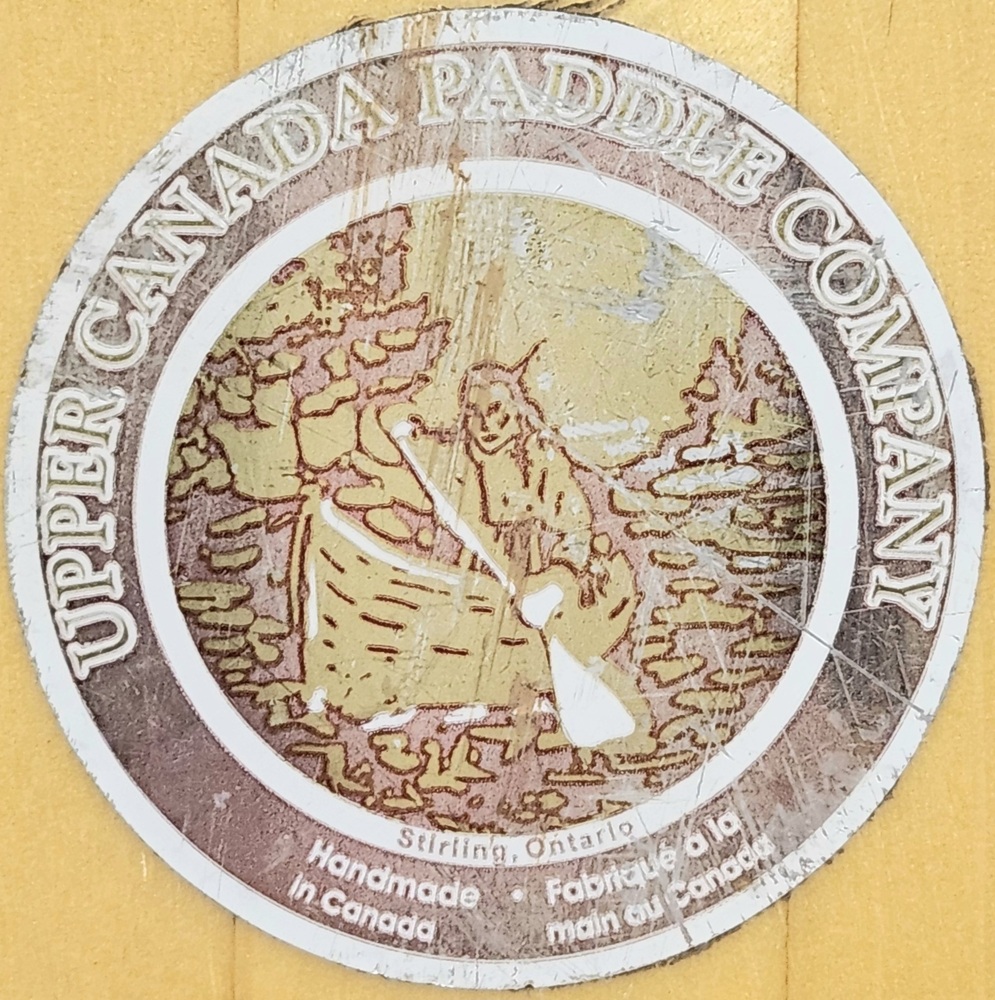 UPPER CANADA PADDLE COMPANY
Stirling, Ontario
Handmade
in Canada
•
Fabriqué à la
main au Canada